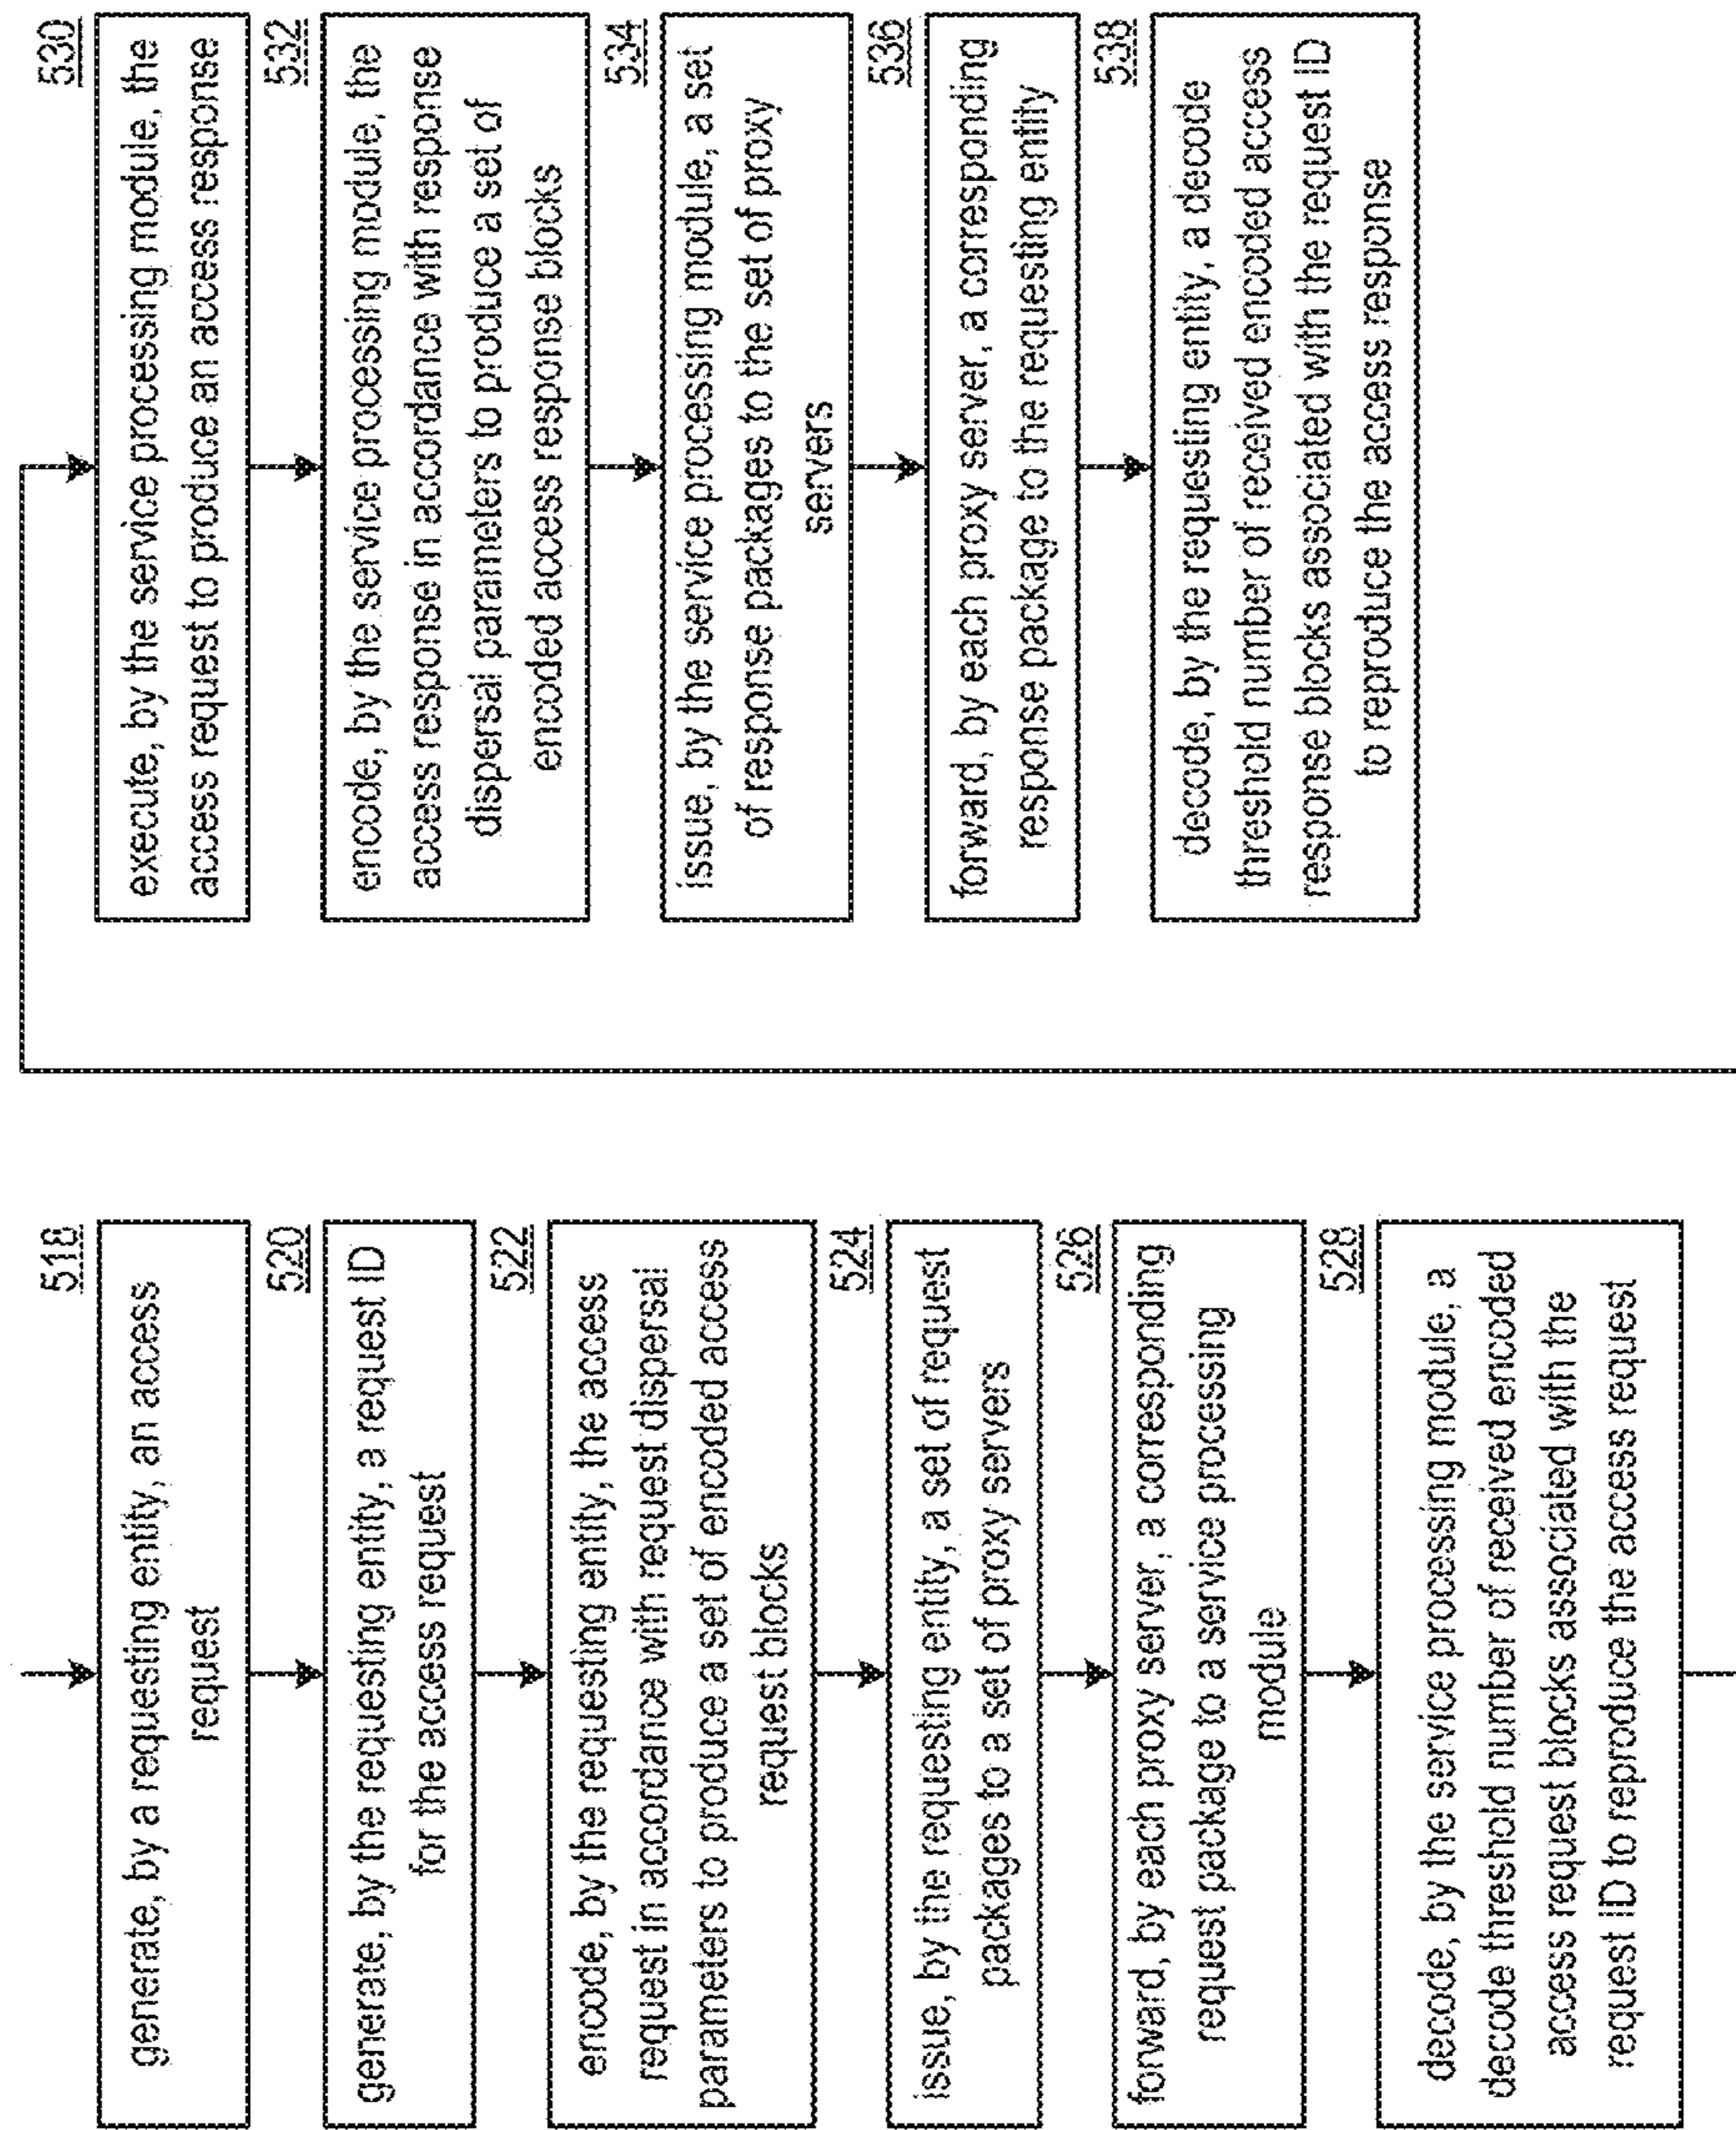 518
generate, by a requesting entity, an access
request
520
generate, by the requesting entity, a request ID
for the access request
522
encode, by the requesting entity, the access
request in accordance with request dispersal
parameters to produce a set of encoded access
request blocks
524
issue, by the requesting entity, a set of request
packages to a set of proxy servers
526
forward, by each proxy server, a corresponding
request package to a service processing
module
528
decode, by the service processing module, a
decode threshold number of received encoded
access request blocks associated with the
request ID to reproduce the access request
530
execute, by the service processing module, the
access request to produce an access response
532
encode, by the service processing module, the
access response in accordance with response
dispersal parameters to produce a set of
encoded access response blocks
534
issue, by the service processing module, a set
of response packages to the set of proxy
servers
536
forward, by each proxy server, a corresponding
response package to the requesting entity
538
decode, by the requesting entity, a decode
threshold number of received encoded access
response blocks associated with the request ID
to reproduce the access response